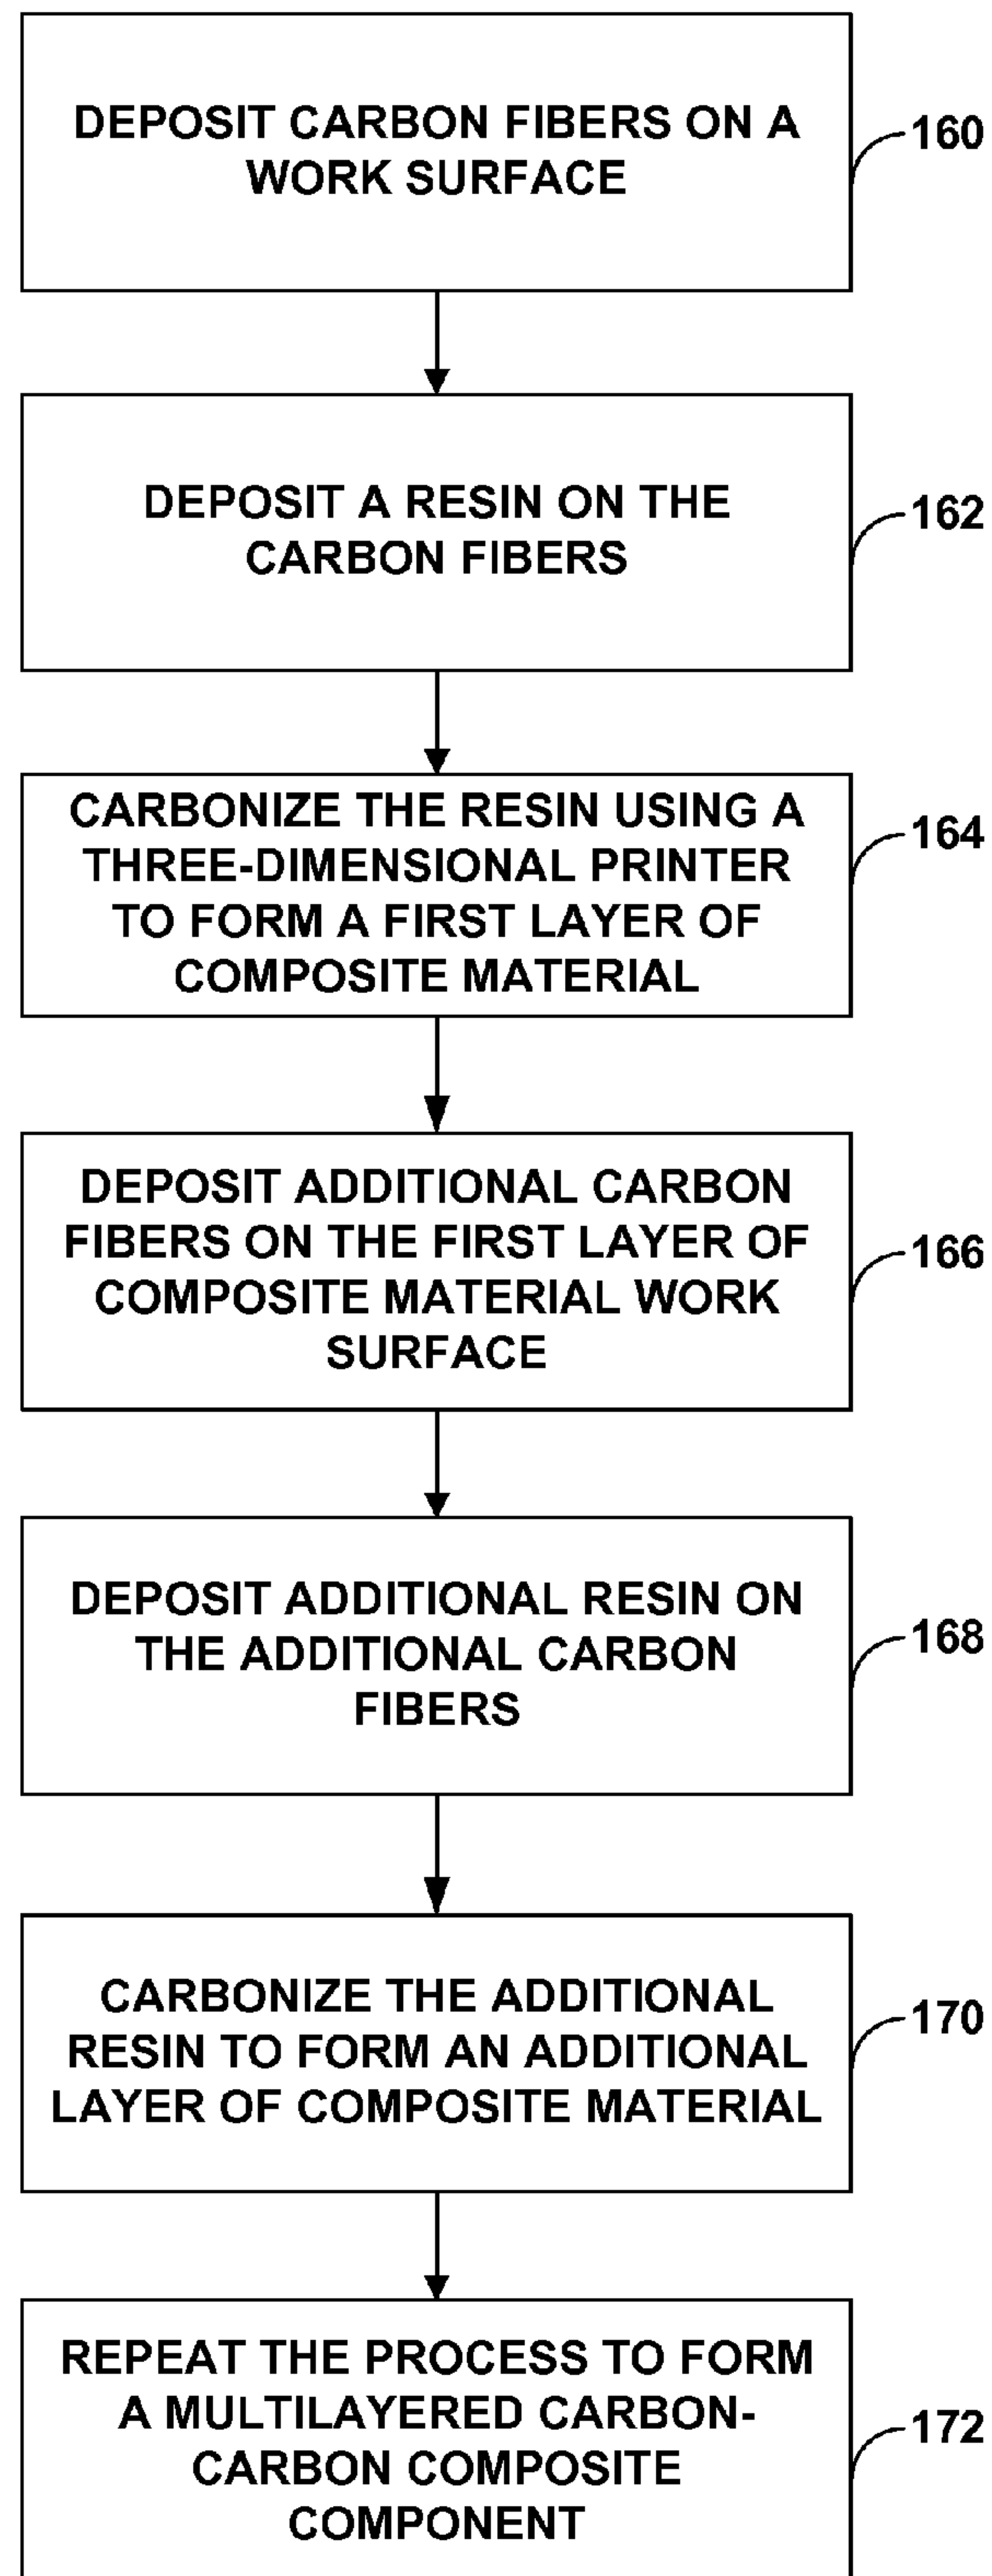 DEPOSIT CARBON FIBERS ON A
WORK SURFACE
160
DEPOSIT A RESIN ON THE
CARBON FIBERS
162
CARBONIZE THE RESIN USING A
THREE-DIMENSIONAL PRINTER
TO FORM A FIRST LAYER OF
COMPOSITE MATERIAL
164
DEPOSIT ADDITIONAL CARBON
FIBERS ON THE FIRST LAYER OF
COMPOSITE MATERIAL WORK
SURFACE
166
DEPOSIT ADDITIONAL RESIN ON
THE ADDITIONAL CARBON
FIBERS
168
CARBONIZE THE ADDITIONAL
RESIN TO FORM AN ADDITIONAL
LAYER OF COMPOSITE MATERIAL
170
REPEAT THE PROCESS TO FORM
A MULTILAYERED CARBON-
CARBON COMPOSITE
COMPONENT
172